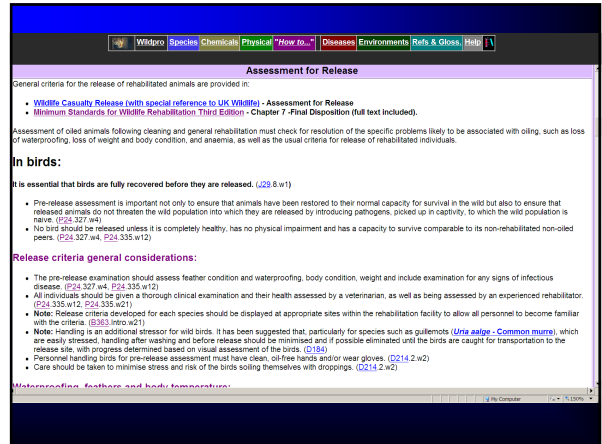 Wildpro Species Chemicals Physical "How to..." Diseases Environments Refs & Gloss. Help
Assessment for Release
General criteria for the release of rehabilitated animals are provided in:
• Wildlife Casualty Release (with special reference to UK Wildlife) - Assessment for Release
• Minimum Standards for Wildlife Rehabilitation Third Edition - Chapter 7 -Final Disposition (full text included).
Assessment of oiled animals following cleaning and general rehabilitation must check for resolution of the specific problems likely to be associated with oiling, such as loss
of waterproofing, loss of weight and body condition, and anaemia, as well as the usual criteria for release of rehabilitated individuals.
In birds:
It is essential that birds are fully recovered before they are released. (J29.8.w1)
• Pre-release assessment is important not only to ensure that animals have been restored to their normal capacity for survival in the wild but also to ensure that
released animals do not threaten the wild population into which they are released by introducing pathogens, picked up in captivity, to which the wild population is
naive. (P24.327.w4)
• No bird should be released unless it is completely healthy, has no physical impairment and has a capacity to survive comparable to its non-rehabilitated non-oiled
peers. (P24.327.w4, P24.335.w12)
Release criteria general considerations:
• The pre-release examination should assess feather condition and waterproofing, body condition, weight and include examination for any signs of infectious
disease. (P24.327.w4, P24.335.w12)
• All individuals should be given a thorough clinical examination and their health assessed by a veterinarian, as well as being assessed by an experienced rehabilitator.
(P24.335.w12, P24.335.w21)
• Note: Release criteria developed for each species should be displayed at appropriate sites within the rehabilitation facility to allow all personnel to become familiar
with the criteria. (B363.Intro.w21)
• Note: Handling is an additional stressor for wild birds. It has been suggested that, particularly for species such as guillemots (Uria aalge - Common murre), which
are easily stressed, handling after washing and before release should be minimised and if possible eliminated until the birds are caught for transportation to the
release site, with progress determined based on visual assessment of the birds. (D184)
• Personnel handling birds for pre-release assessment must have clean, oil-free hands and/or wear gloves. (D214.2.w2)
• Care should be taken to minimise stress and risk of the birds soiling themselves with droppings. (D214.2.w2)
Waterproofing, feathers and body temperature:
My Computer 150%